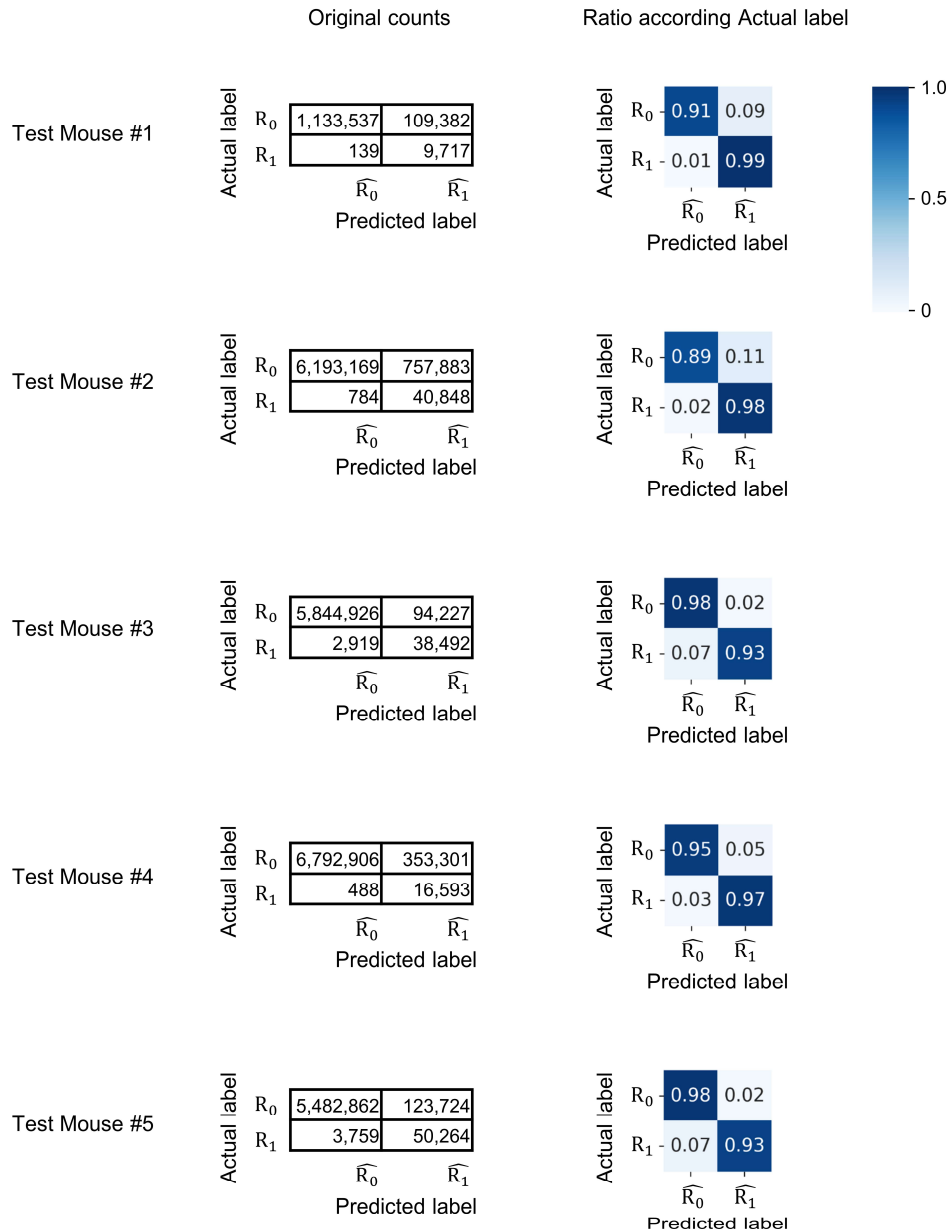 Original counts Ratio according Actual label
Test Mouse #1
Actual label
R₀ 1,133,537 109,382
R₁ 139 9,717
R̂₀ R̂₁
Predicted label
Actual label
R₀ 0.91 0.09
R₁ 0.01 0.99
R̂₀ R̂₁
Predicted label
1.0
0.5
0
Test Mouse #2
Actual label
R₀ 6,193,169 757,883
R₁ 784 40,848
R̂₀ R̂₁
Predicted label
Actual label
R₀ 0.89 0.11
R₁ 0.02 0.98
R̂₀ R̂₁
Predicted label
Test Mouse #3
Actual label
R₀ 5,844,926 94,227
R₁ 2,919 38,492
R̂₀ R̂₁
Predicted label
Actual label
R₀ 0.98 0.02
R₁ 0.07 0.93
R̂₀ R̂₁
Predicted label
Test Mouse #4
Actual label
R₀ 6,792,906 353,301
R₁ 488 16,593
R̂₀ R̂₁
Predicted label
Actual label
R₀ 0.95 0.05
R₁ 0.03 0.97
R̂₀ R̂₁
Predicted label
Test Mouse #5
Actual label
R₀ 5,482,862 123,724
R₁ 3,759 50,264
R̂₀ R̂₁
Predicted label
Actual label
R₀ 0.98 0.02
R₁ 0.07 0.93
R̂₀ R̂₁
Predicted label